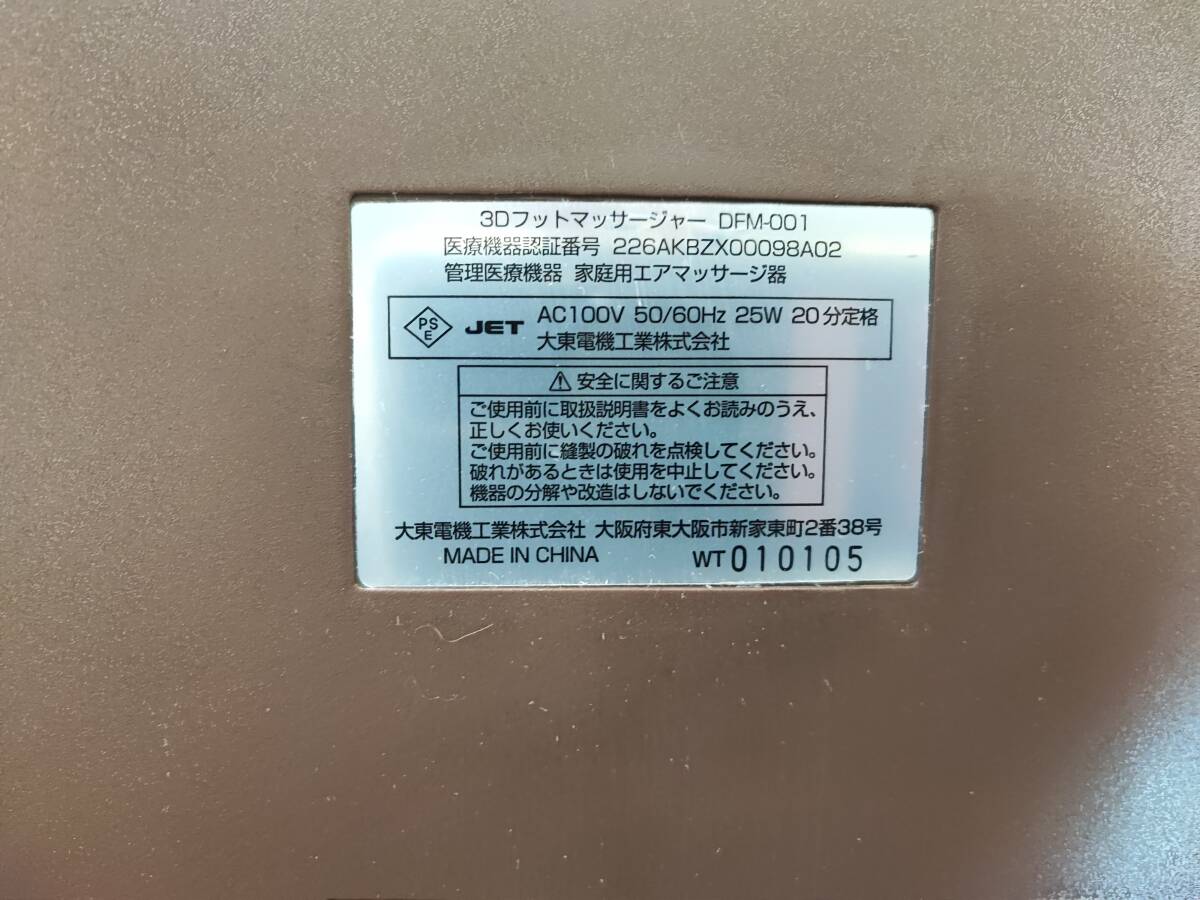 3Dフットマッサージャー DFM-001
医療機器認証番号 226AKBZX00098A02
管理医療機器 家庭用エアマッサージ器
PS
E
JET
AC100V 50/60Hz 25W 20分定格
大東電機工業株式会社
安全に関するご注意
ご使用前に取扱説明書をよくお読みのうえ、
正しくお使いください。
ご使用前に縫製の破れを点検してください。
破れがあるときは使用を中止してください。
機器の分解や改造はしないでください。
大東電機工業株式会社 大阪府東大阪市新家東町2番38号
MADE IN CHINA WT010105